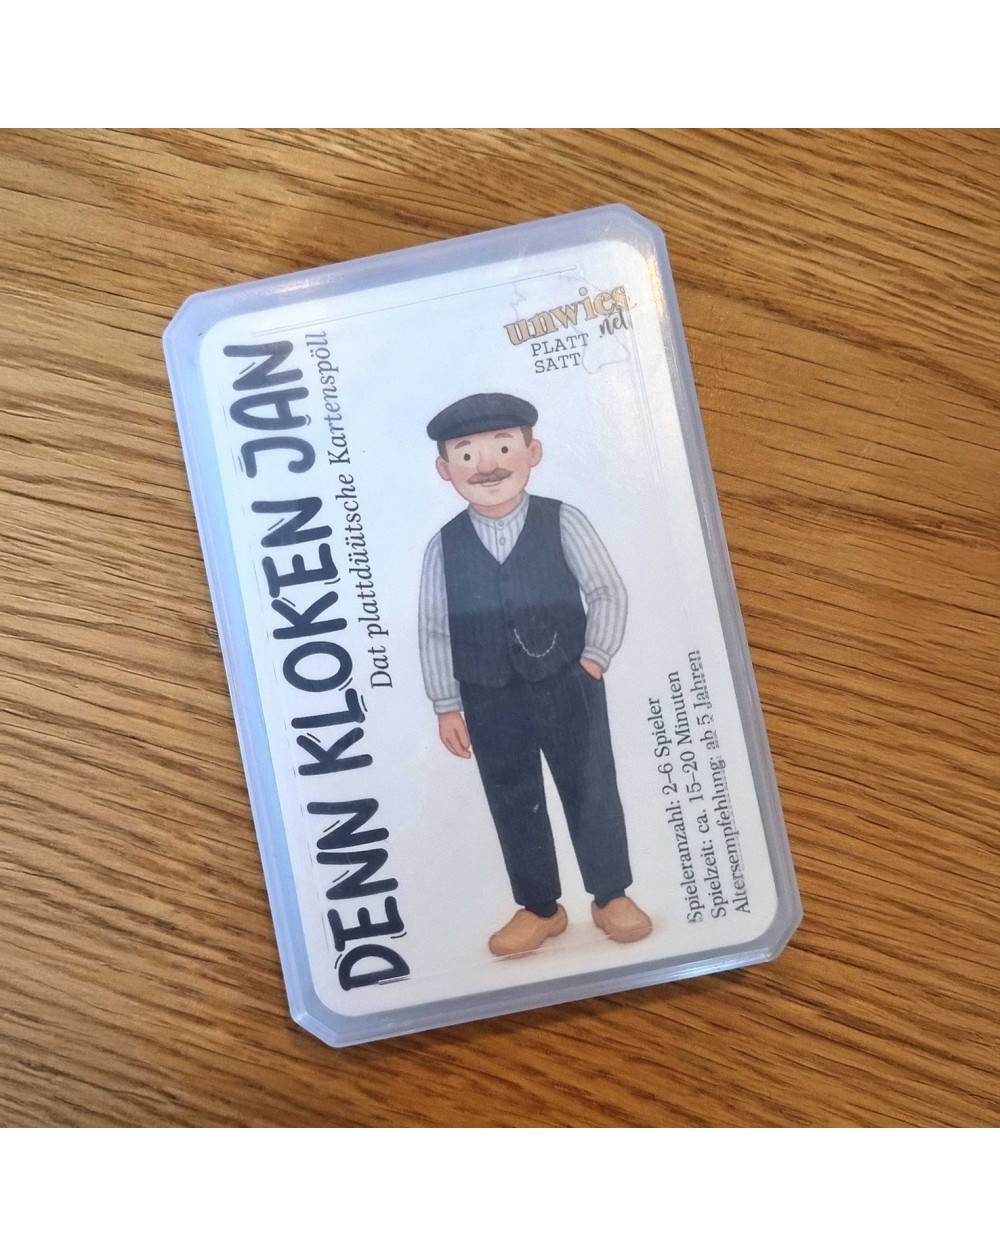 DENN KLOKEN JAN
Dat plattdüütsche Kartenspöll
unwies
.net
PLATT
SATT
Spieleranzahl: 2–6 Spieler
Spielzeit: ca. 15–20 Minuten
Altersempfehlung: ab 5 Jahren